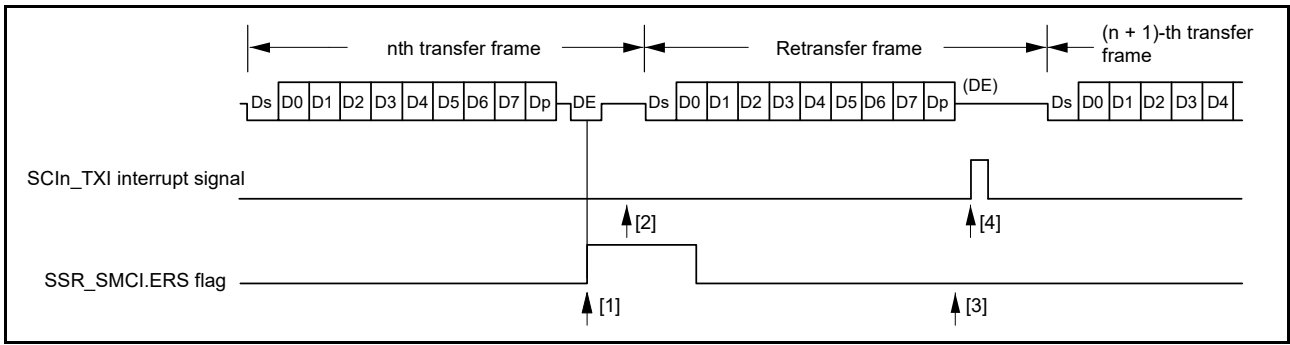 nth transfer frame
Retransfer frame
(n + 1)-th transfer
frame
Ds D0 D1 D2 D3 D4 D5 D6 D7 Dp DE Ds D0 D1 D2 D3 D4 D5 D6 D7 Dp (DE) Ds D0 D1 D2 D3 D4
SCIn_TXI interrupt signal
[2] [4]
SSR_SMCI.ERS flag
[1] [3]